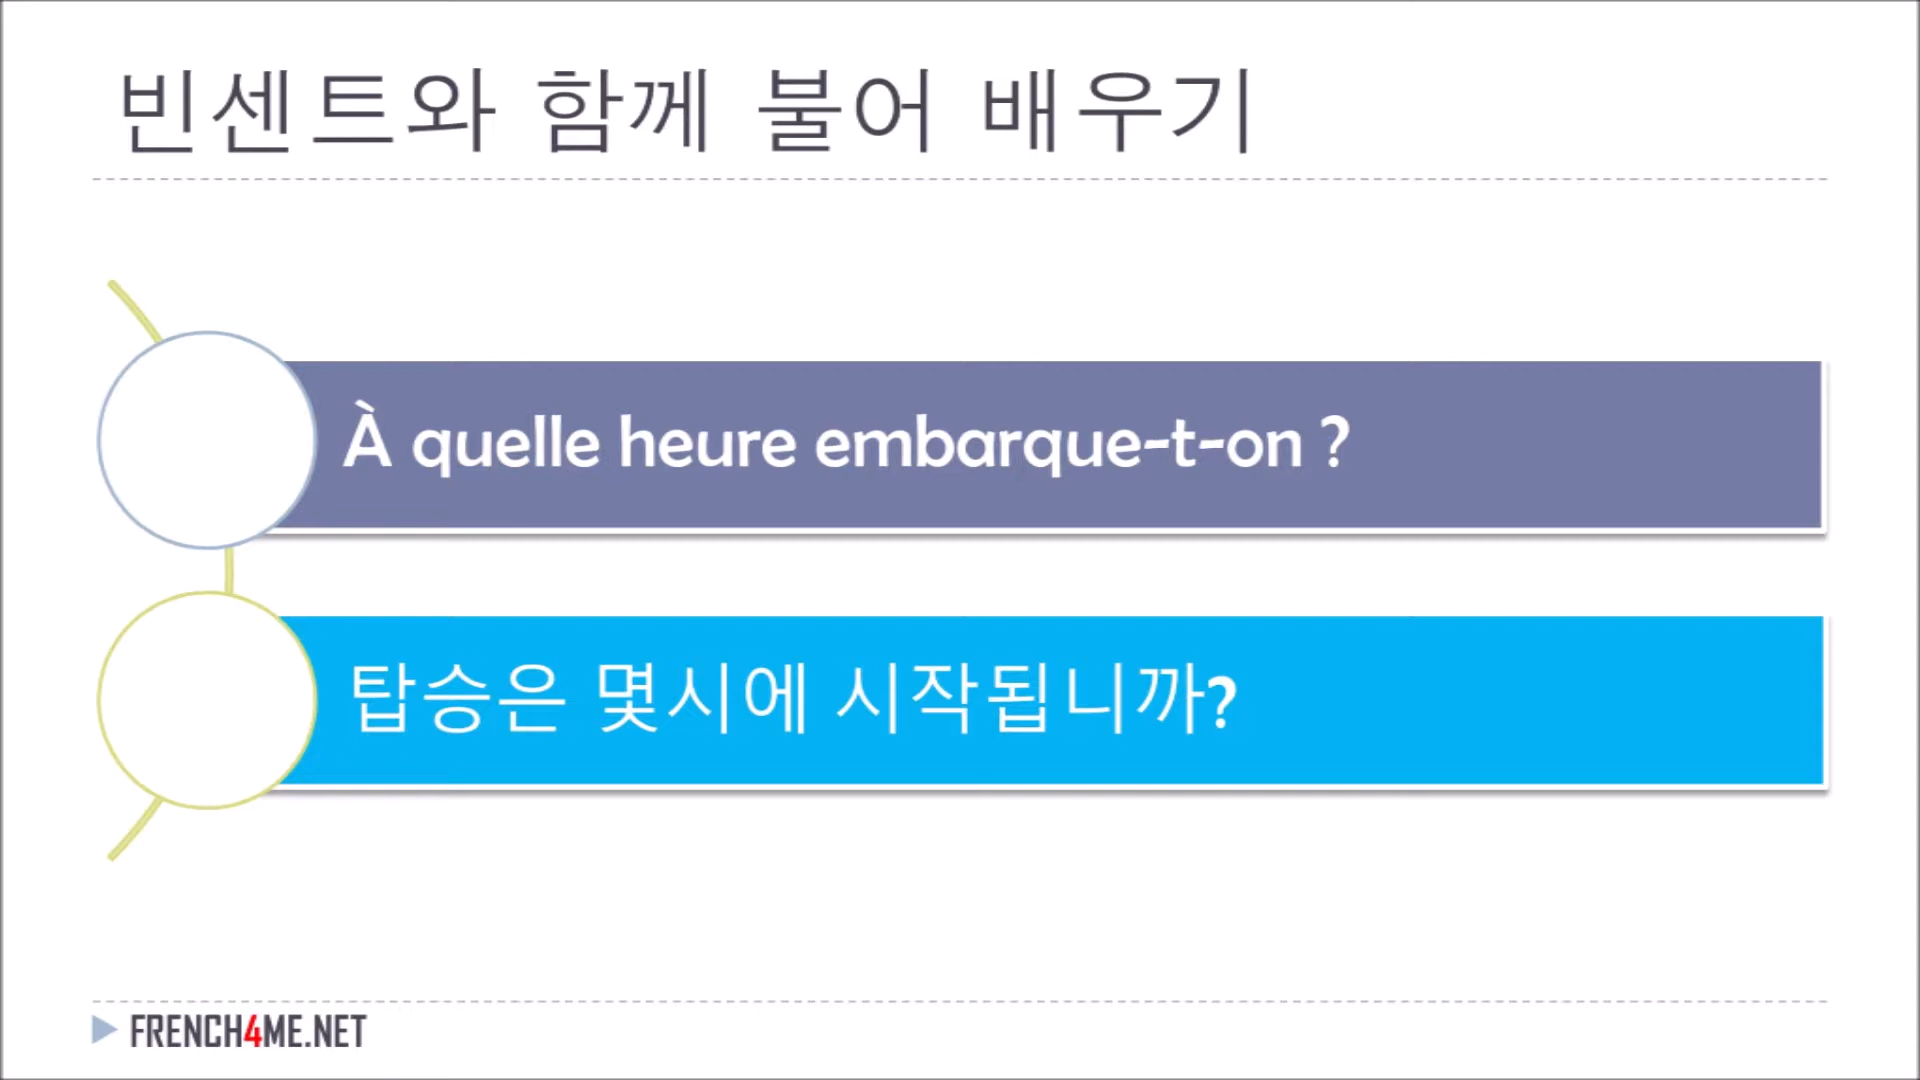 빈센트와 함께 불어 배우기
À quelle heure embarque-t-on ?
탑승은 몇시에 시작됩니까?
FRENCH4ME.NET